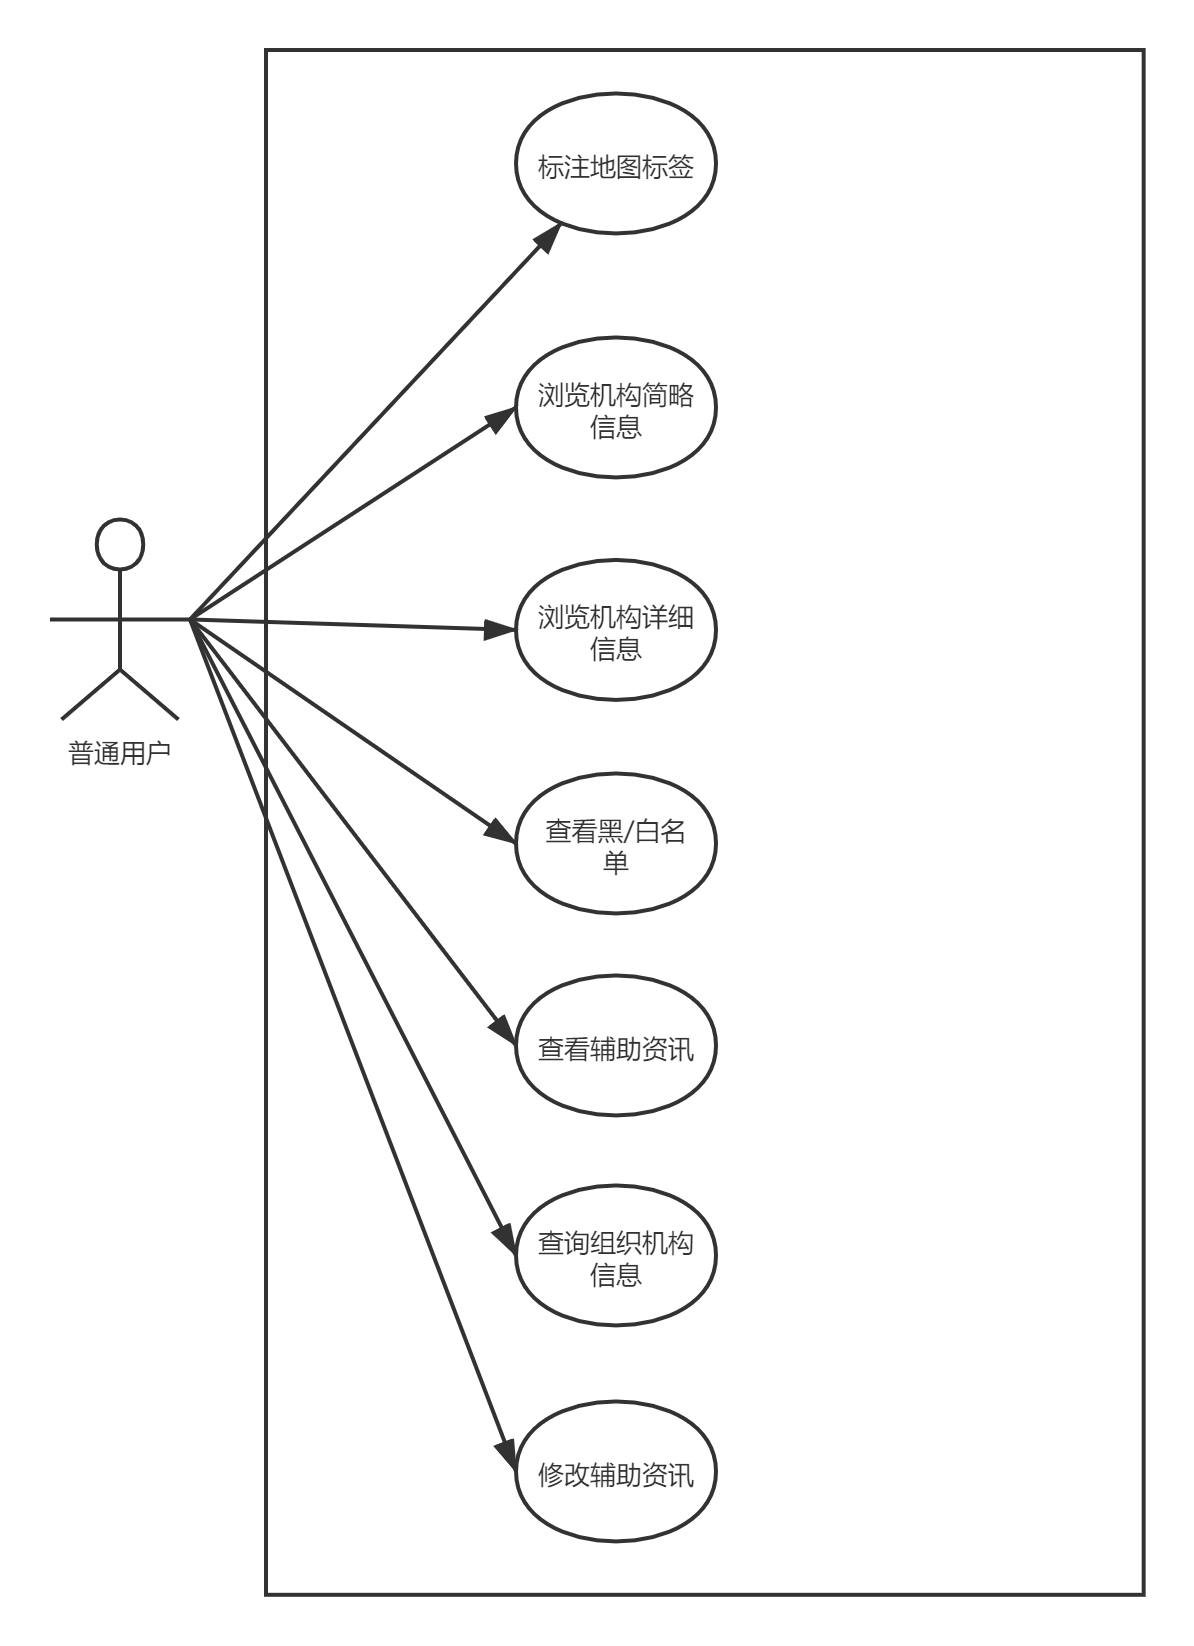 标注地图标签
浏览机构简略
信息
浏览机构详细
信息
普通用户
查看黑/白名
单
查看辅助资讯
查询组织机构
信息
修改辅助资讯